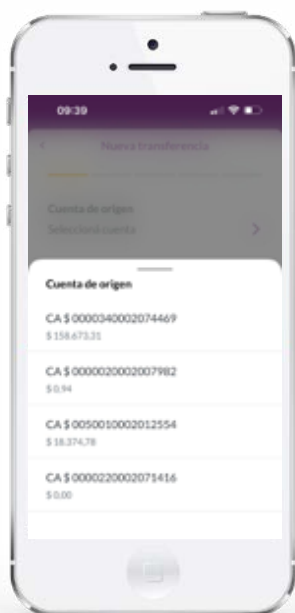 09:39
Nueva transferencia
Cuenta de origen
Seleccioná cuenta
Cuenta de origen
CA $ 0000340002074469
$ 158.673,31
CA $ 0000020002007982
$ 0,94
CA $ 0050010002012554
$ 18.374,78
CA $ 0000220002071416
$ 0,00